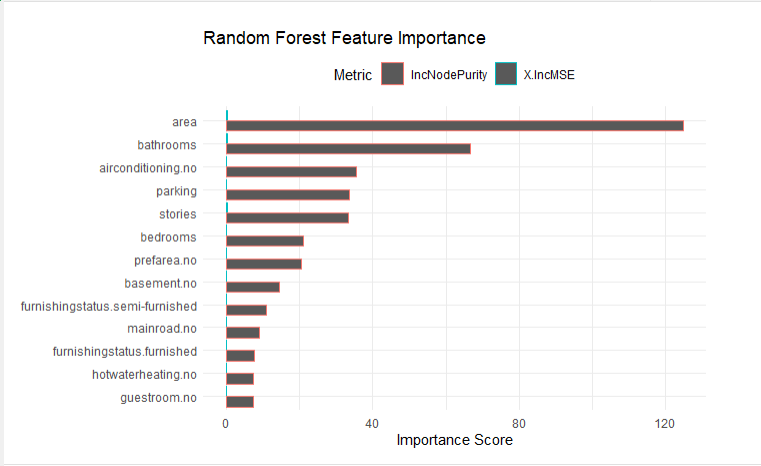 Random Forest Feature Importance
Metric IncNodePurity X.IncMSE
area
bathrooms
airconditioning.no
parking
stories
bedrooms
prefarea.no
basement.no
furnishingstatus.semi-furnished
mainroad.no
furnishingstatus.furnished
hotwaterheating.no
guestroom.no
0 40 80 120
Importance Score